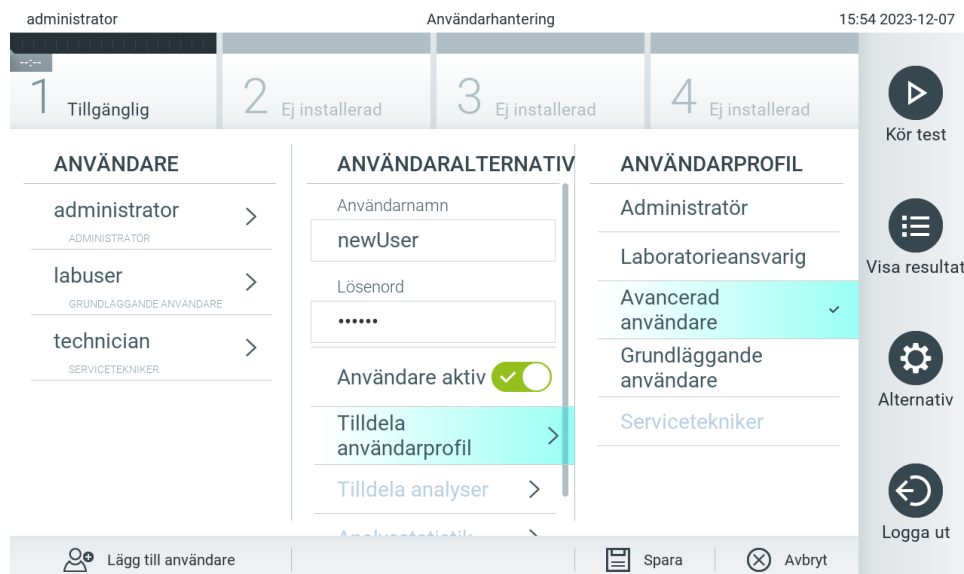 administrator
Användarhantering
15:54 2023-12-07
--:--
1 Tillgänglig
2 Ej installerad
3 Ej installerad
4 Ej installerad
Kör test
Visa resultat
Alternativ
Logga ut
ANVÄNDARE
administrator
ADMINISTRATÖR
labuser
GRUNDLÄGGANDE ANVÄNDARE
technician
SERVICETEKNIKER
ANVÄNDARALTERNATIV
Användarnamn
newUser
Lösenord
••••••
Användare aktiv
Tilldela
användarprofil
Tilldela analyser
ANVÄNDARPROFIL
Administratör
Laboratorieansvarig
Avancerad
användare
Grundläggande
användare
Servicetekniker
Lägg till användare
Spara
Avbryt